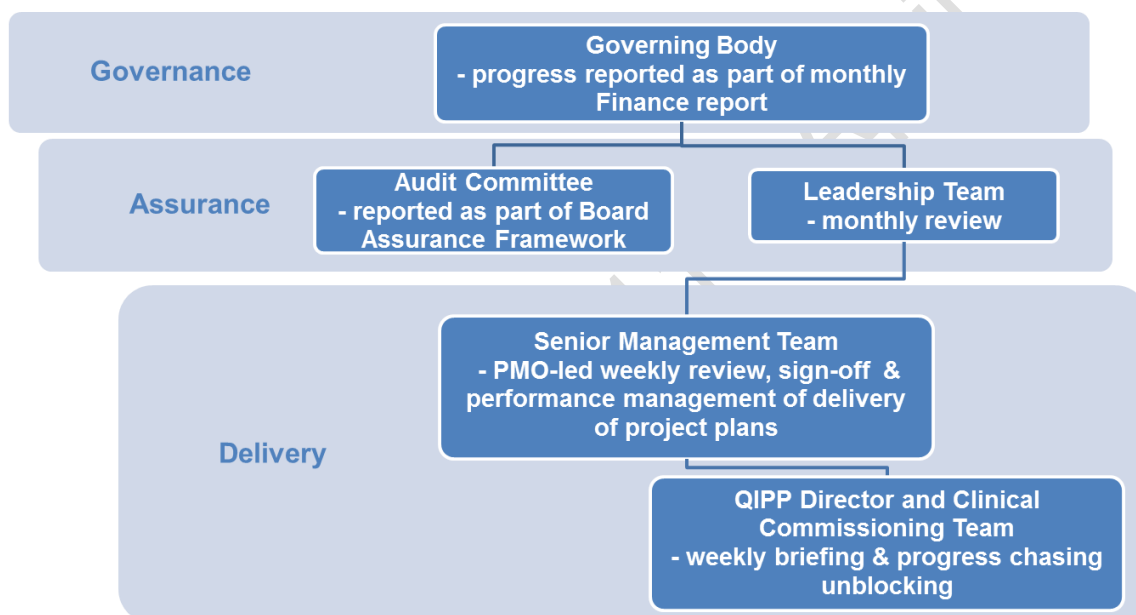 Governance
Governing Body
- progress reported as part of monthly
Finance report
Assurance
Audit Committee
- reported as part of Board
Assurance Framework
Leadership Team
- monthly review
Delivery
Senior Management Team
- PMO-led weekly review, sign-off &
performance management of delivery
of project plans
QIPP Director and Clinical
Commissioning Team
- weekly briefing & progress chasing
unblocking